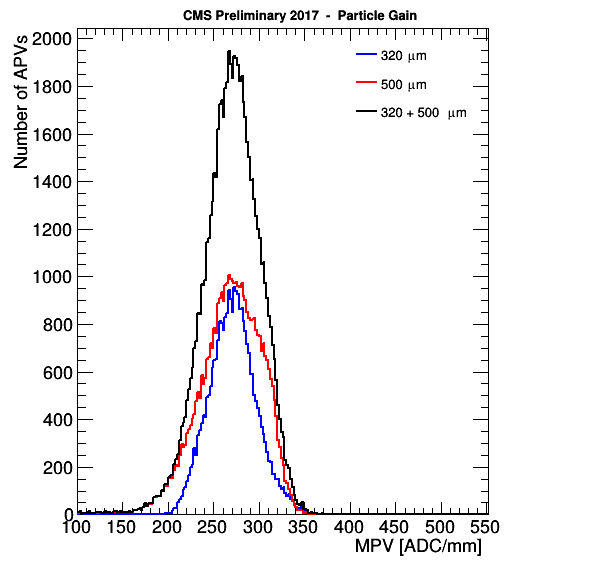 CMS Preliminary 2017 - Particle Gain
Number of APVs
2000
1800
1600
1400
1200
1000
800
600
400
200
0
320 μm
500 μm
320 + 500 μm
100 150 200 250 300 350 400 450 500 550
MPV [ADC/mm]